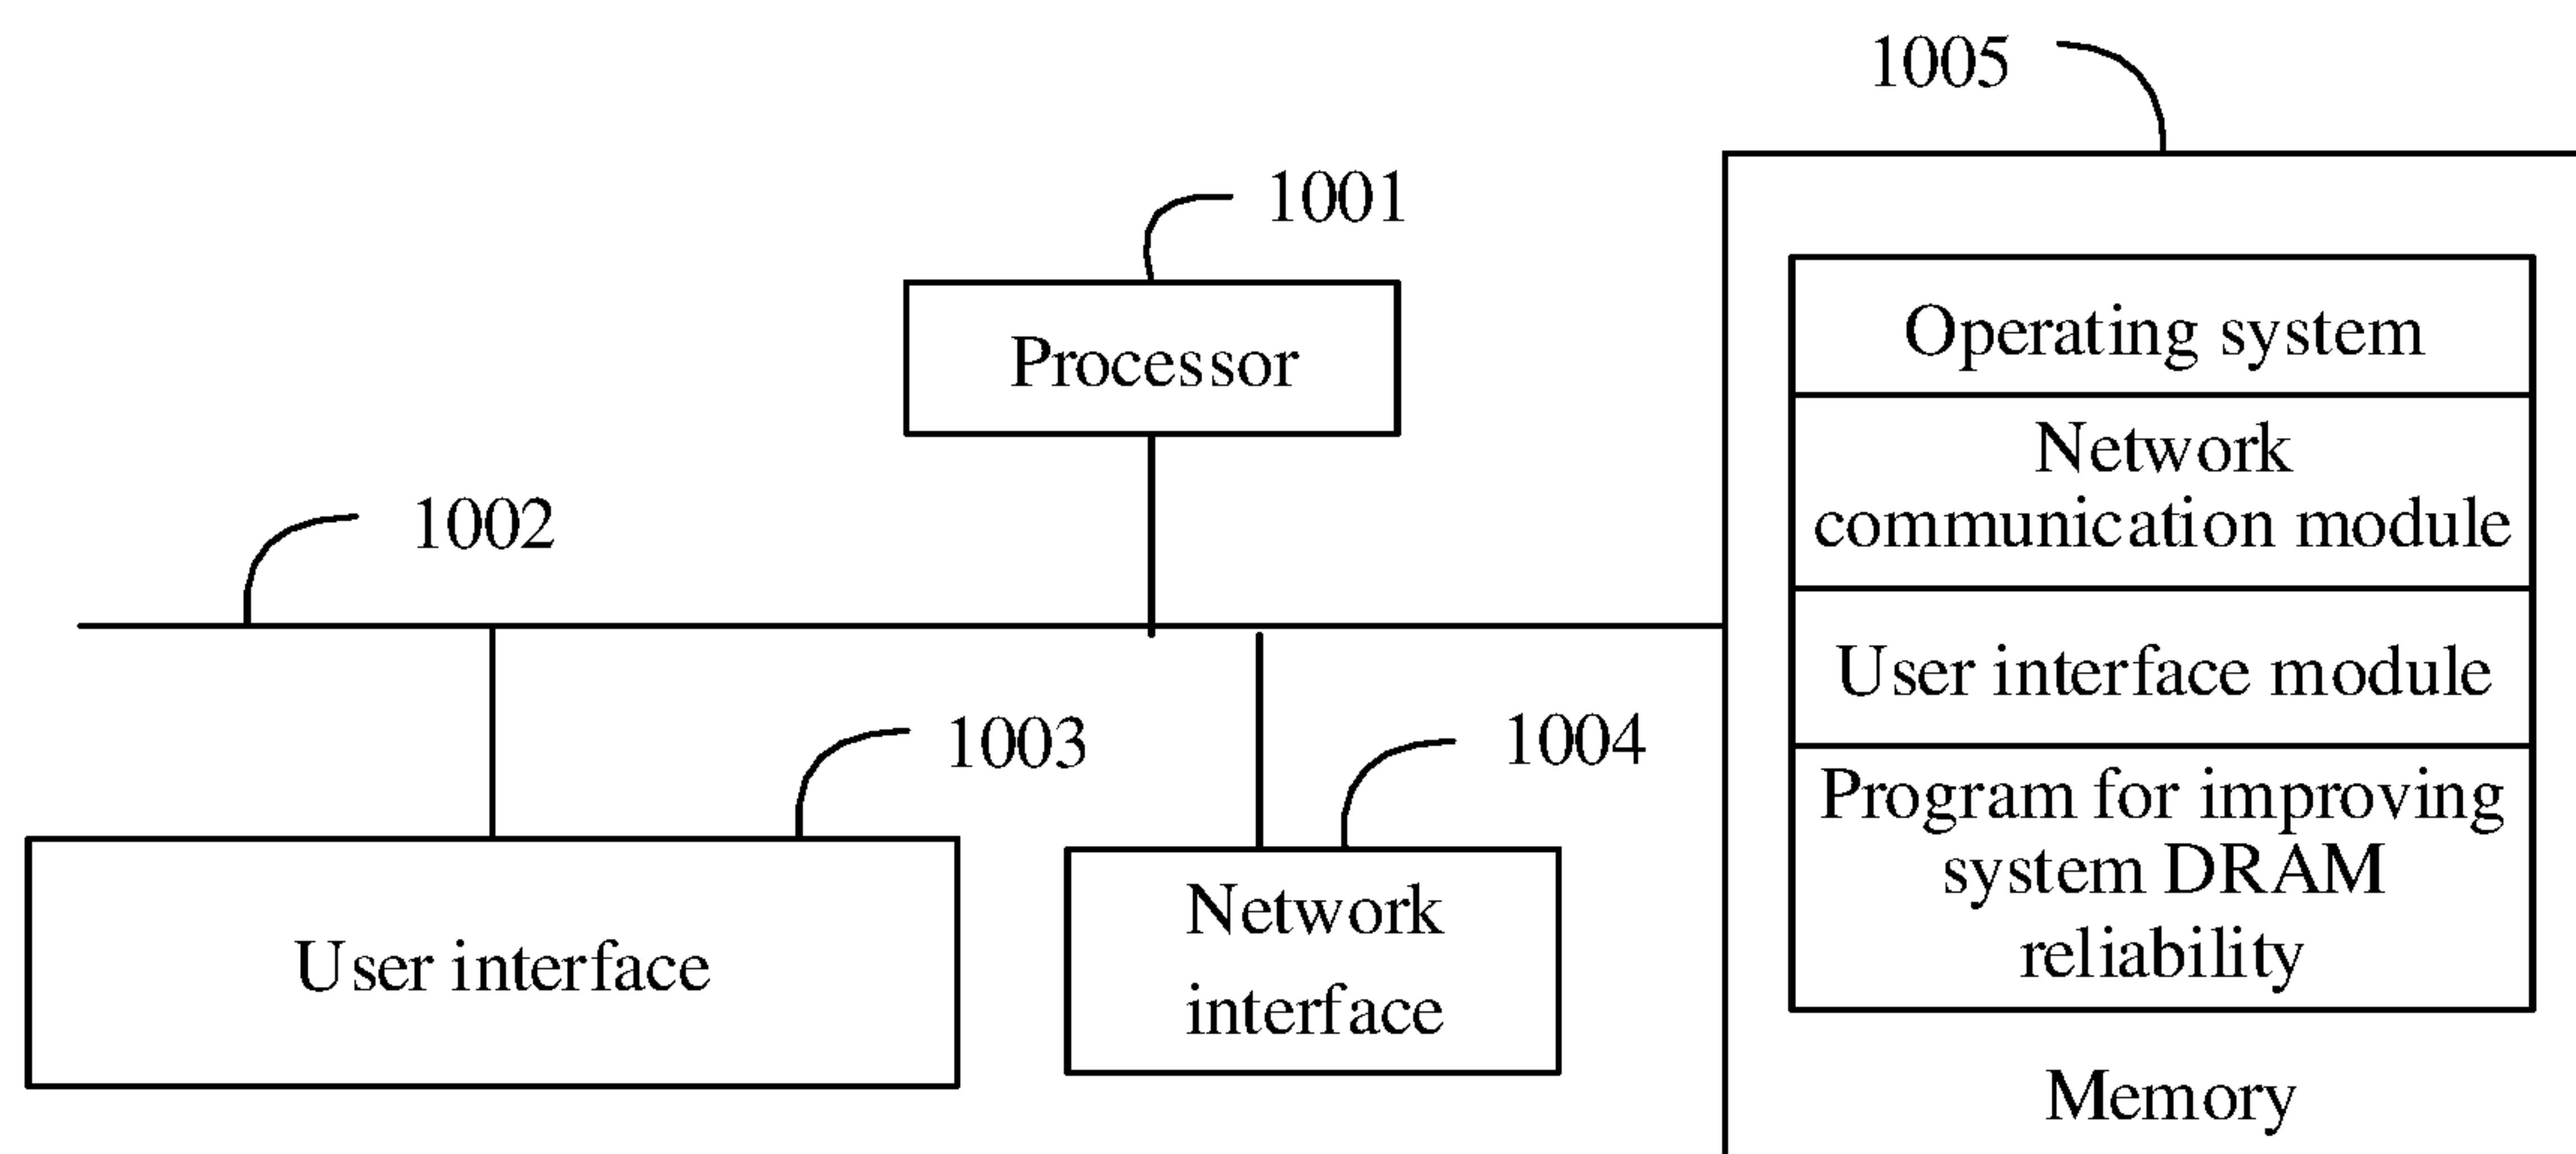 1005
1001
Processor
1002
1003
User interface
1004
Network
interface
Operating system
Network
communication module
User interface module
Program for improving
system DRAM
reliability
Memory